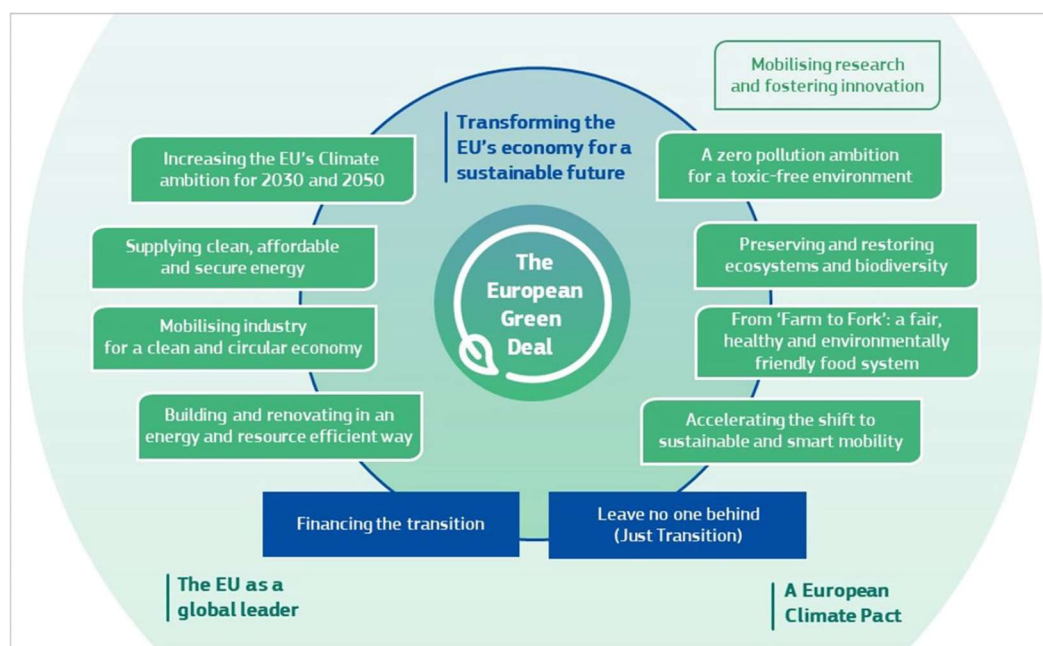 Mobilising research
and fostering innovation
Transforming the
EU's economy for a
sustainable future
Increasing the EU's Climate
ambition for 2030 and 2050
A zero pollution ambition
for a toxic-free environment
Supplying clean, affordable
and secure energy
Preserving and restoring
ecosystems and biodiversity
The
European
Green
Deal
Mobilising industry
for a clean and circular economy
From ‘Farm to Fork’: a fair,
healthy and environmentally
friendly food system
Building and renovating in an
energy and resource efficient way
Accelerating the shift to
sustainable and smart mobility
Financing the transition
Leave no one behind
(Just Transition)
The EU as a
global leader
A European
Climate Pact